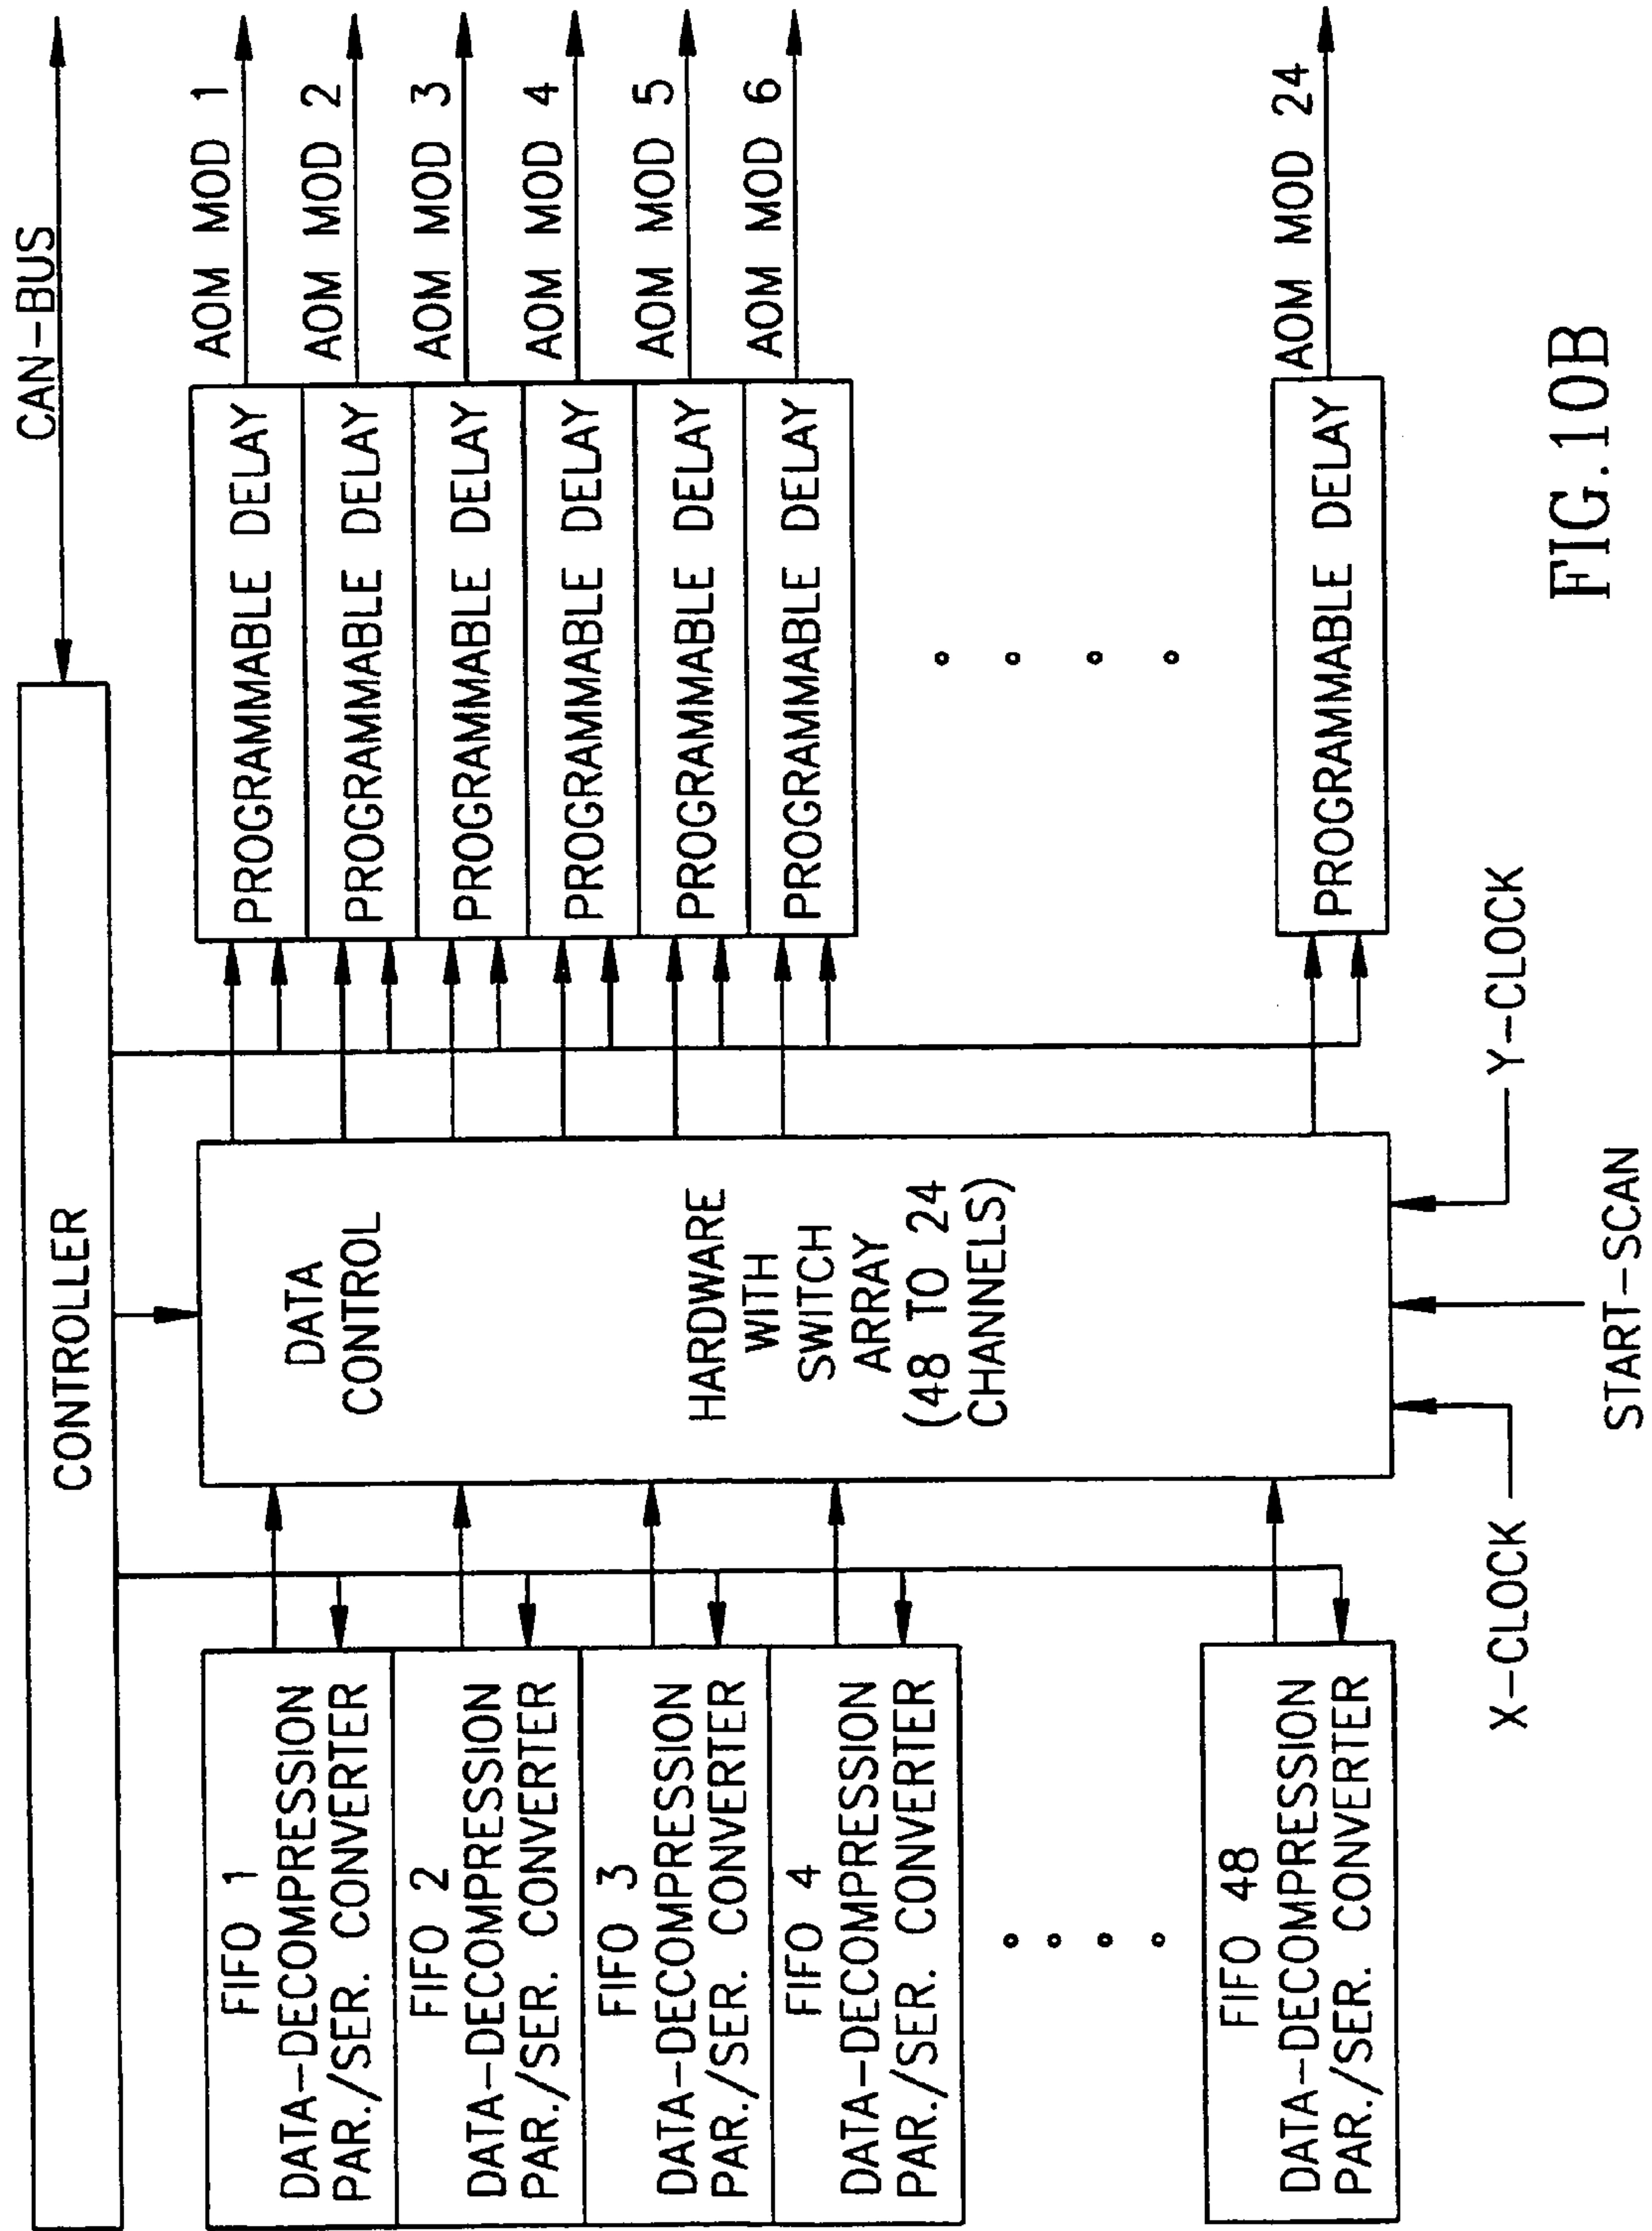 CAN-BUS
CONTROLLER
FIFO 1
DATA-DECOMPRESSION
PAR./SER. CONVERTER
FIFO 2
DATA-DECOMPRESSION
PAR./SER. CONVERTER
FIFO 3
DATA-DECOMPRESSION
PAR./SER. CONVERTER
FIFO 4
DATA-DECOMPRESSION
PAR./SER. CONVERTER
FIFO 48
DATA-DECOMPRESSION
PAR./SER. CONVERTER
DATA
CONTROL
HARDWARE
WITH
SWITCH
ARRAY
(48 TO 24
CHANNELS)
PROGRAMMABLE DELAY
AOM MOD 1
PROGRAMMABLE DELAY
AOM MOD 2
PROGRAMMABLE DELAY
AOM MOD 3
PROGRAMMABLE DELAY
AOM MOD 4
PROGRAMMABLE DELAY
AOM MOD 5
PROGRAMMABLE DELAY
AOM MOD 6
PROGRAMMABLE DELAY
AOM MOD 24
X-CLOCK
Y-CLOCK
START-SCAN
FIG.10B